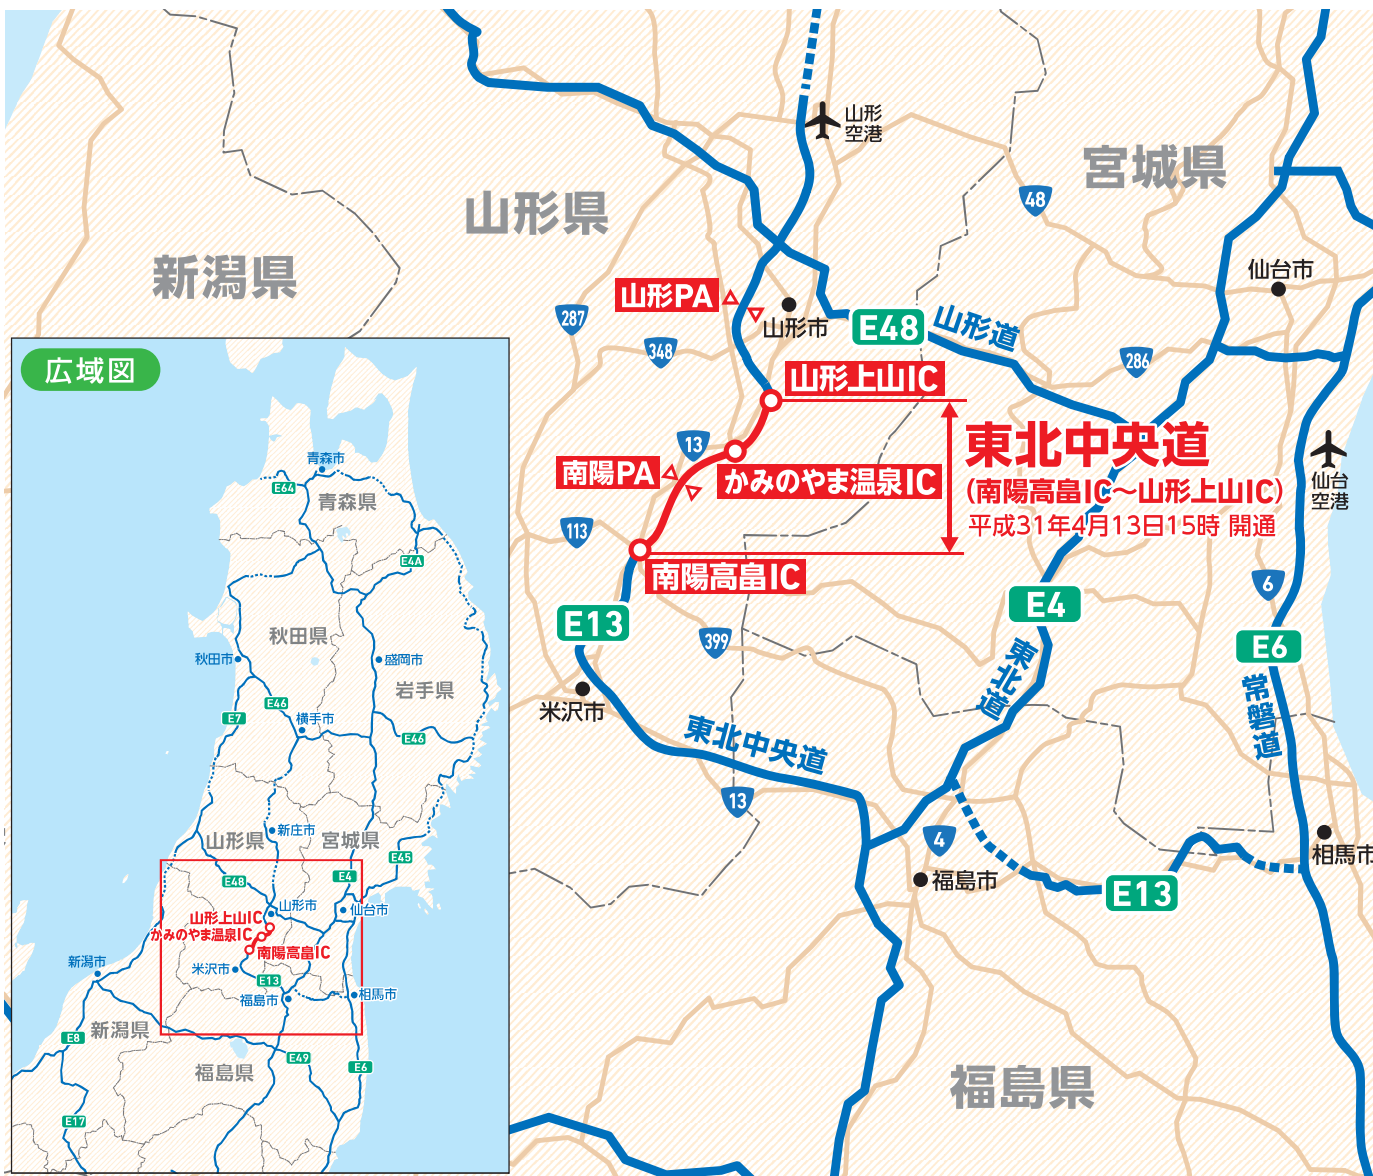 山形
空港
宮城県
48
山形県
新潟県
仙台市
山形PA
山形市
287
E48
山形道
348
286
広域図
山形上山IC
13
東北中央道
かみのやま温泉IC
南陽PA
(南陽高畠IC〜山形上山IC)
平成31年4月13日15時 開通
仙台
空港
113
南陽高畠IC
6
E4
E13
399
E6
東北道
常磐道
米沢市
東北中央道
13
4
相馬市
福島市
E13
福島県
青森市
E64
青森県
E4A
秋田県
秋田市
盛岡市
岩手県
E46
E7
横手市
E46
新庄市
山形県
宮城県
E45
E48
E4
山形市
仙台市
山形上山IC
かみのやま温泉IC
南陽高畠IC
新潟市
米沢市
E13
福島市
相馬市
新潟県
E8
E49
E6
福島県
E17